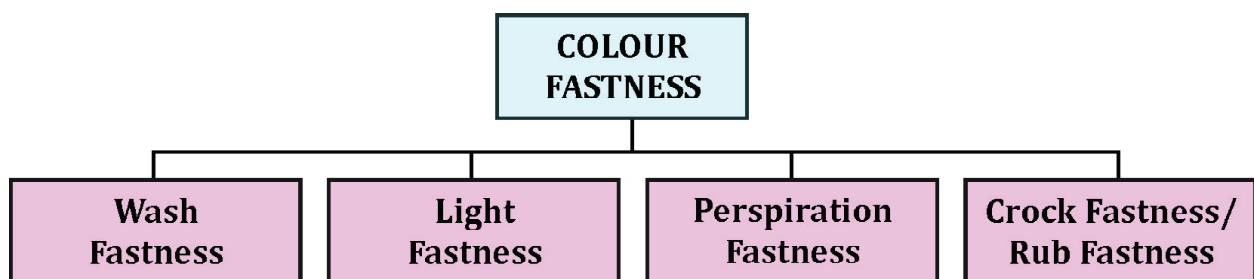 COLOUR
FASTNESS
Wash
Fastness
Light
Fastness
Perspiration
Fastness
Crock Fastness/
Rub Fastness